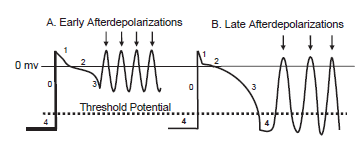 A. Early Afterdepolarizations
B. Late Afterdepolarizations
1
1
0 mv
2
2
0
3
0
3
Threshold Potential
4
4
4